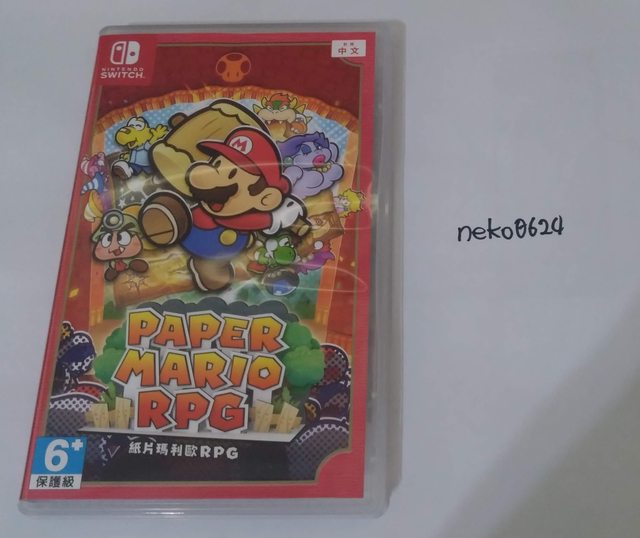 NINTENDO
SWITCH
中文
M
neko0624
PAPER
MARIO
RPG
紙片瑪利歐RPG
6+
保護級